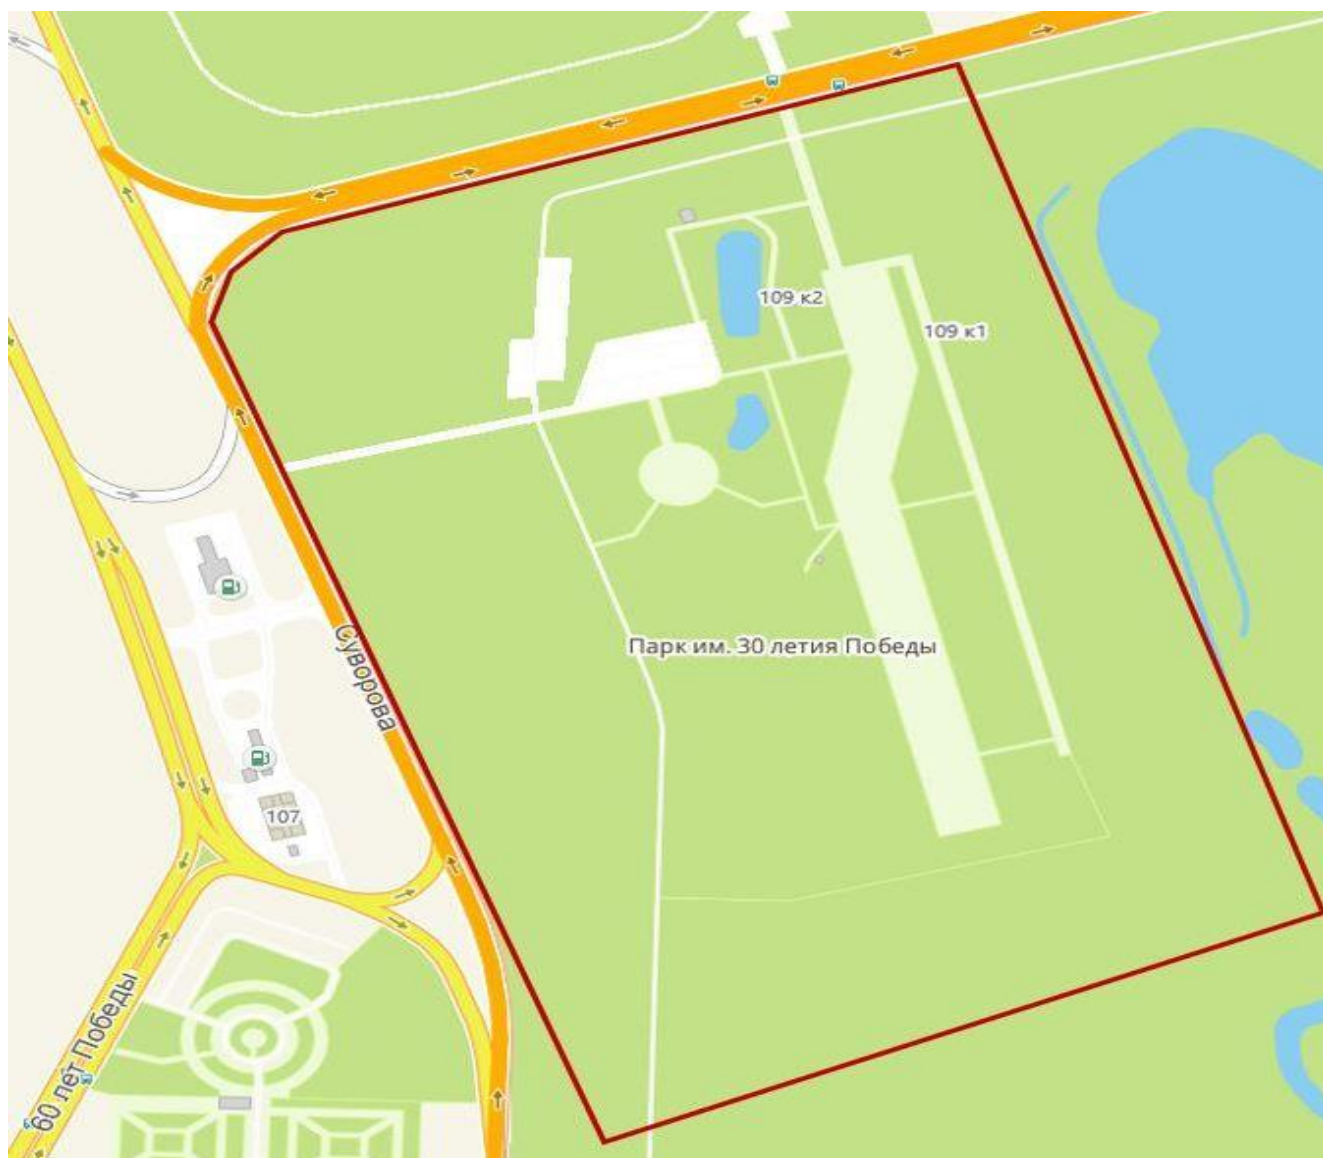 109 к2
109 к1
Парк им. 30 летия Победы
Суворова
107
60 лет Победы